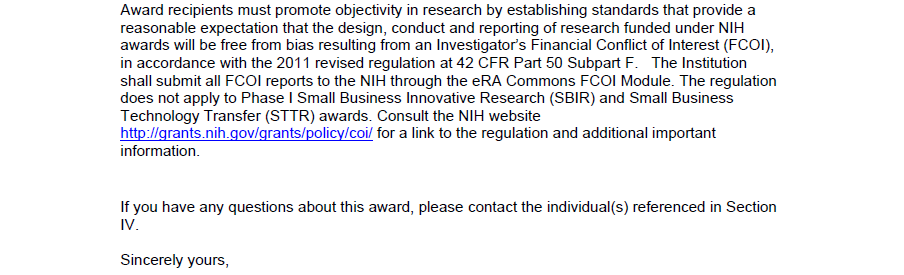 Award recipients must promote objectivity in research by establishing standards that provide a
reasonable expectation that the design, conduct and reporting of research funded under NIH
awards will be free from bias resulting from an Investigator's Financial Conflict of Interest (FCOI),
in accordance with the 2011 revised regulation at 42 CFR Part 50 Subpart F.   The Institution
shall submit all FCOI reports to the NIH through the eRA Commons FCOI Module. The regulation
does not apply to Phase I Small Business Innovative Research (SBIR) and Small Business
Technology Transfer (STTR) awards. Consult the NIH website
http://grants.nih.gov/grants/policy/coi/ for a link to the regulation and additional important
information.
If you have any questions about this award, please contact the individual(s) referenced in Section
IV.
Sincerely yours,